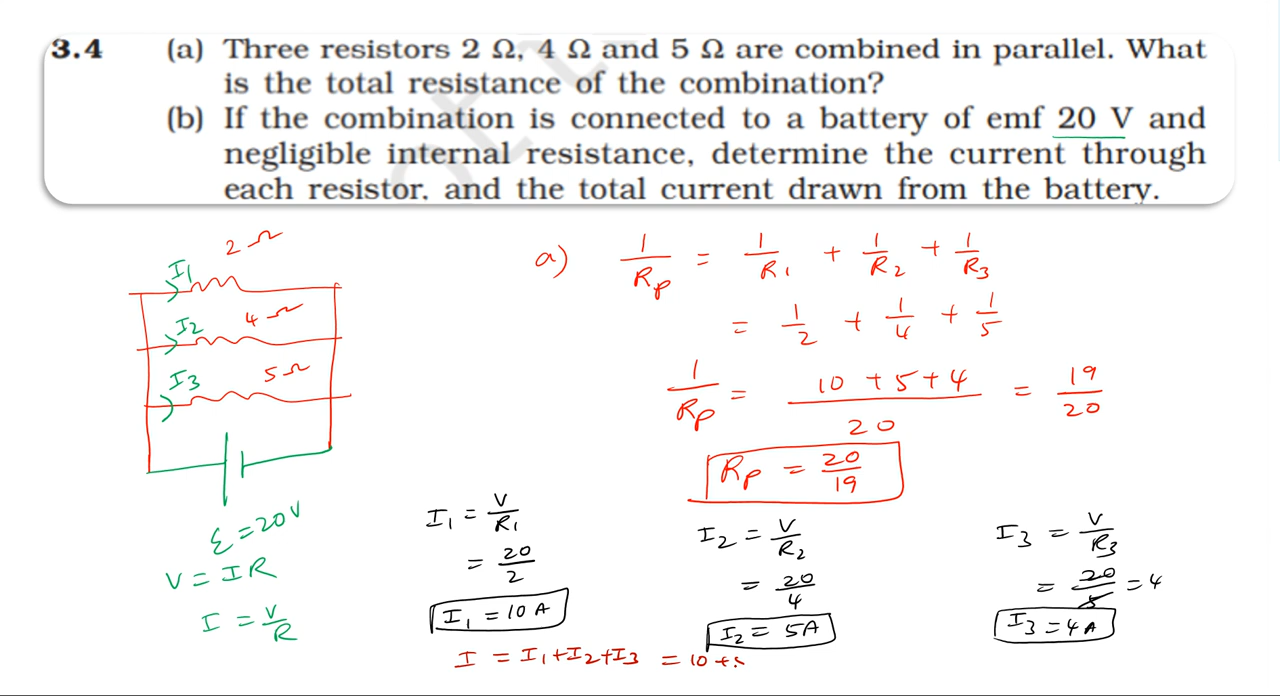 3.4 (a) Three resistors 2 Ω, 4 Ω and 5 Ω are combined in parallel. What
is the total resistance of the combination?
(b) If the combination is connected to a battery of emf 20 V and
negligible internal resistance, determine the current through
each resistor, and the total current drawn from the battery.
2 Ω
I1
4 Ω
I2
5 Ω
I3
ε = 20V
V = IR
I = V/R
a) 1/Rp = 1/R1 + 1/R2 + 1/R3
= 1/2 + 1/4 + 1/5
1/Rp = (10 + 5 + 4)/20 = 19/20
Rp = 20/19
I1 = V/R1
= 20/2
I1 = 10 A
I2 = V/R2
= 20/4
I2 = 5A
I3 = V/R3
= 20/5 = 4
I3 = 4A
I = I1 + I2 + I3 = 10 +